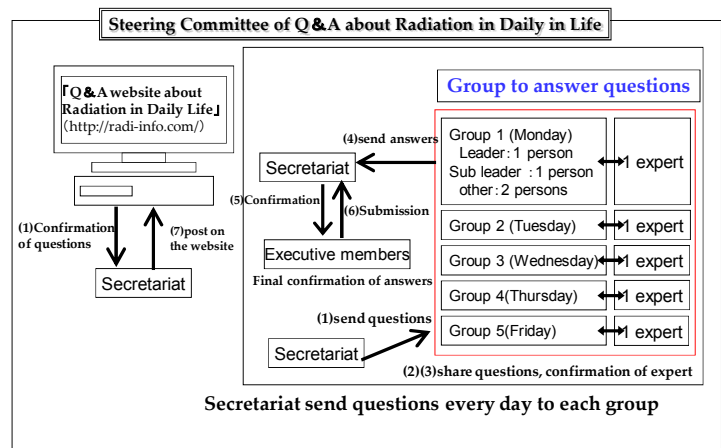 Steering Committee of Q&A about Radiation in Daily in Life
『Q&A website about
Radiation in Daily Life』
(http://radi-info.com/)
(1)Confirmation
of questions
(7)post on
the website
Secretariat
Group to answer questions
(4)send answers
Secretariat
(5)Confirmation
(6)Submission
Executive members
Final confirmation of answers
(1)send questions
Secretariat
Group 1 (Monday)
Leader:1 person
Sub leader :1 person
other:2 persons
1 expert
Group 2 (Tuesday)
1 expert
Group 3 (Wednesday)
1 expert
Group 4(Thursday)
1 expert
Group 5(Friday)
1 expert
(2)(3)share questions, confirmation of expert
Secretariat send questions every day to each group